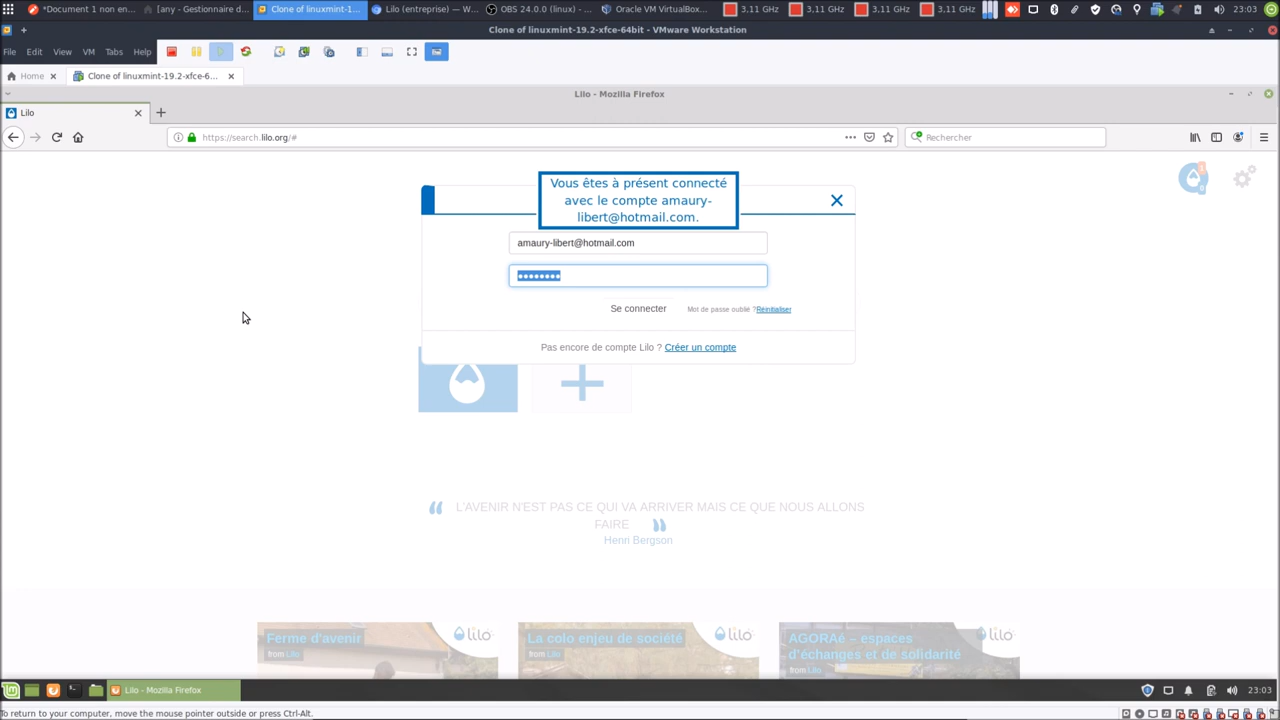 *Document 1 non en...
[any - Gestionnaire d...
Clone of linuxmint-1...
Lilo (entreprise) — W...
OBS 24.0.0 (linux) - ...
Oracle VM VirtualBox...
3,11 GHz
3,11 GHz
3,11 GHz
3,11 GHz
23:03
Clone of linuxmint-19.2-xfce-64bit - VMware Workstation
File Edit View VM Tabs Help
Home
Clone of linuxmint-19.2-xfce-6...
Lilo - Mozilla Firefox
Lilo
https://search.lilo.org/#
Rechercher
Vous êtes à présent connecté
avec le compte amaury-
libert@hotmail.com.
amaury-libert@hotmail.com
Se connecter
Mot de passe oublié ?Réinitialiser
Pas encore de compte Lilo ? Créer un compte
L'AVENIR N'EST PAS CE QUI VA ARRIVER MAIS CE QUE NOUS ALLONS
FAIRE
Henri Bergson
Ferme d'avenir
from Lilo
lilo
La colo enjeu de société
from Lilo
lilo
AGORAé – espaces
d'échanges et de solidarité
from Lilo
lilo
Lilo - Mozilla Firefox
23:03
To return to your computer, move the mouse pointer outside or press Ctrl-Alt.